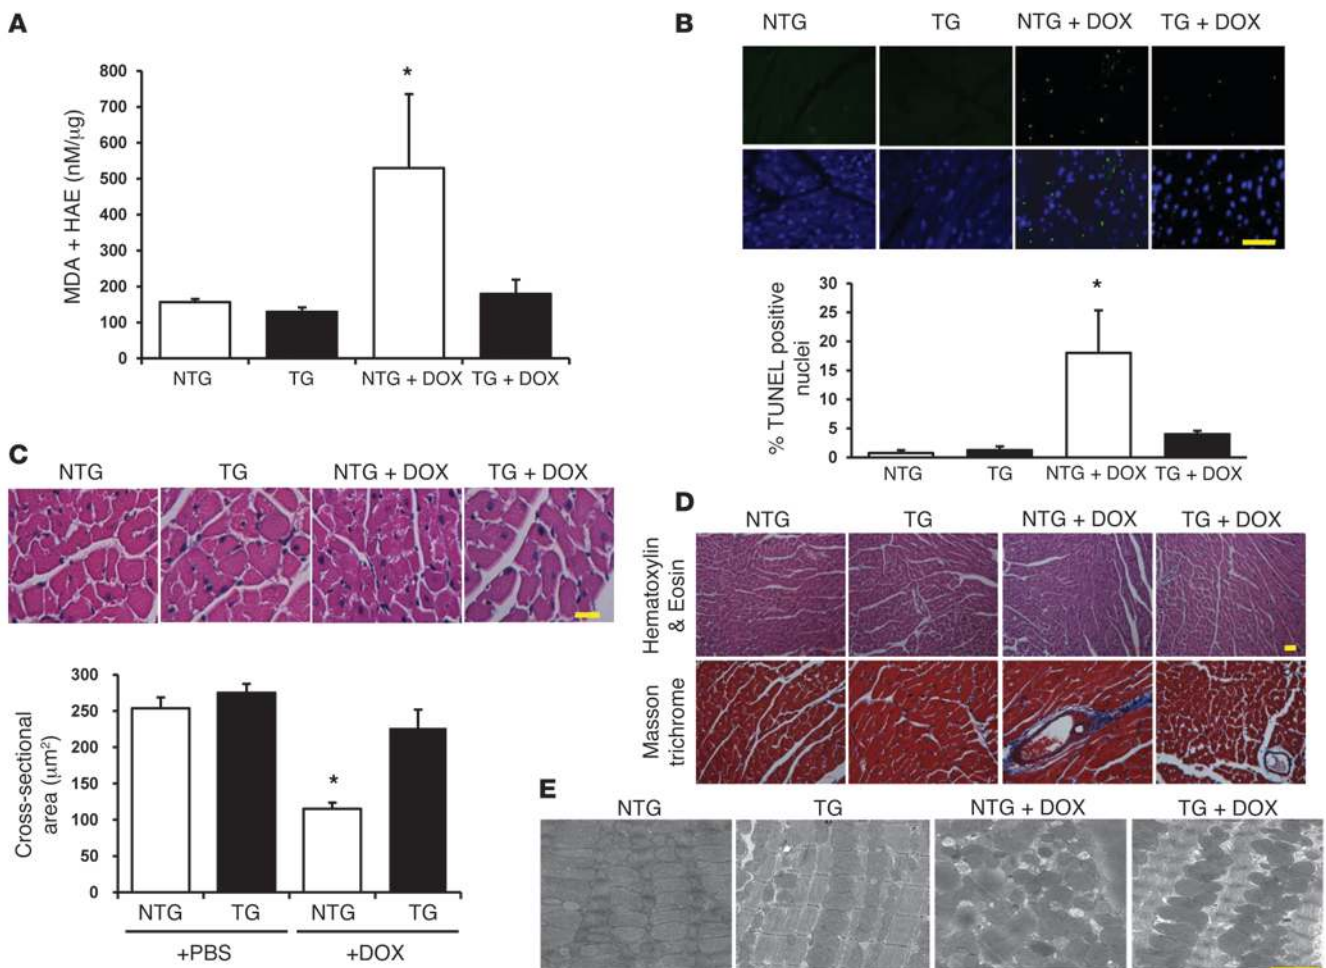 A
MDA + HAE (nM/μg)
800
700
600
500
400
300
200
100
0
*
NTG TG NTG + DOX TG + DOX
B
NTG TG NTG + DOX TG + DOX
% TUNEL positive
nuclei
30
25
20
15
10
5
0
*
NTG TG NTG + DOX TG + DOX
C
NTG TG NTG + DOX TG + DOX
Cross-sectional
area (μm²)
300
250
200
150
100
50
0
*
NTG TG NTG TG
+PBS +DOX
D
NTG TG NTG + DOX TG + DOX
Hematoxylin
& Eosin
Masson
trichrome
E
NTG TG NTG + DOX TG + DOX